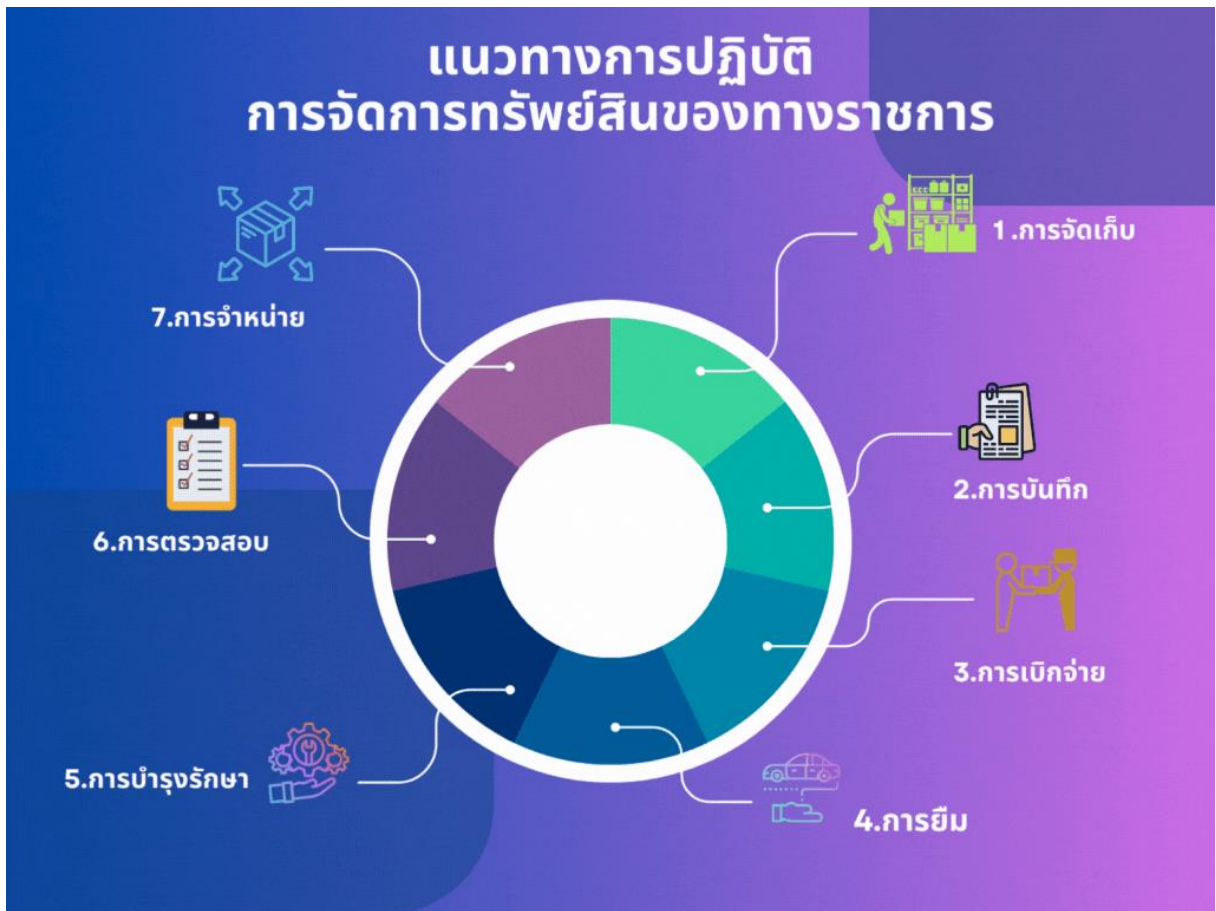 แนวทางการปฏิบัติ
การจัดการทรัพย์สินของทางราชการ
1.การจัดเก็บ
2.การบันทึก
3.การเบิกจ่าย
4.การยืม
5.การบำรุงรักษา
6.การตรวจสอบ
7.การจำหน่าย